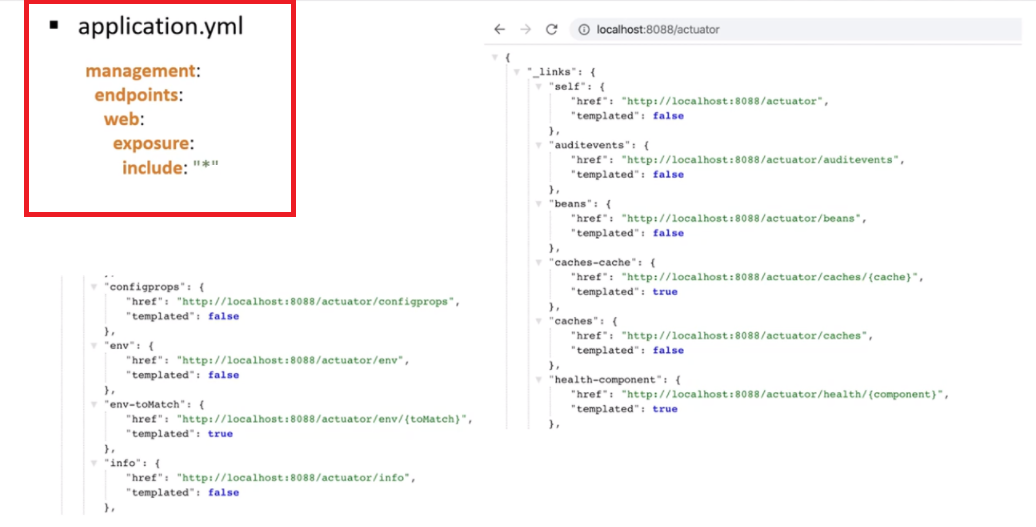 ▪ application.yml
management:
endpoints:
web:
exposure:
include: "*"
localhost:8088/actuator
{
"_links": {
"self": {
"href": "http://localhost:8088/actuator",
"templated": false
},
"auditevents": {
"href": "http://localhost:8088/actuator/auditevents",
"templated": false
},
"beans": {
"href": "http://localhost:8088/actuator/beans",
"templated": false
},
"caches-cache": {
"href": "http://localhost:8088/actuator/caches/{cache}",
"templated": true
},
"caches": {
"href": "http://localhost:8088/actuator/caches",
"templated": false
},
"health-component": {
"href": "http://localhost:8088/actuator/health/{component}",
"templated": true
},
"configprops": {
"href": "http://localhost:8088/actuator/configprops",
"templated": false
},
"env": {
"href": "http://localhost:8088/actuator/env",
"templated": false
},
"env-toMatch": {
"href": "http://localhost:8088/actuator/env/{toMatch}",
"templated": true
},
"info": {
"href": "http://localhost:8088/actuator/info",
"templated": false
},